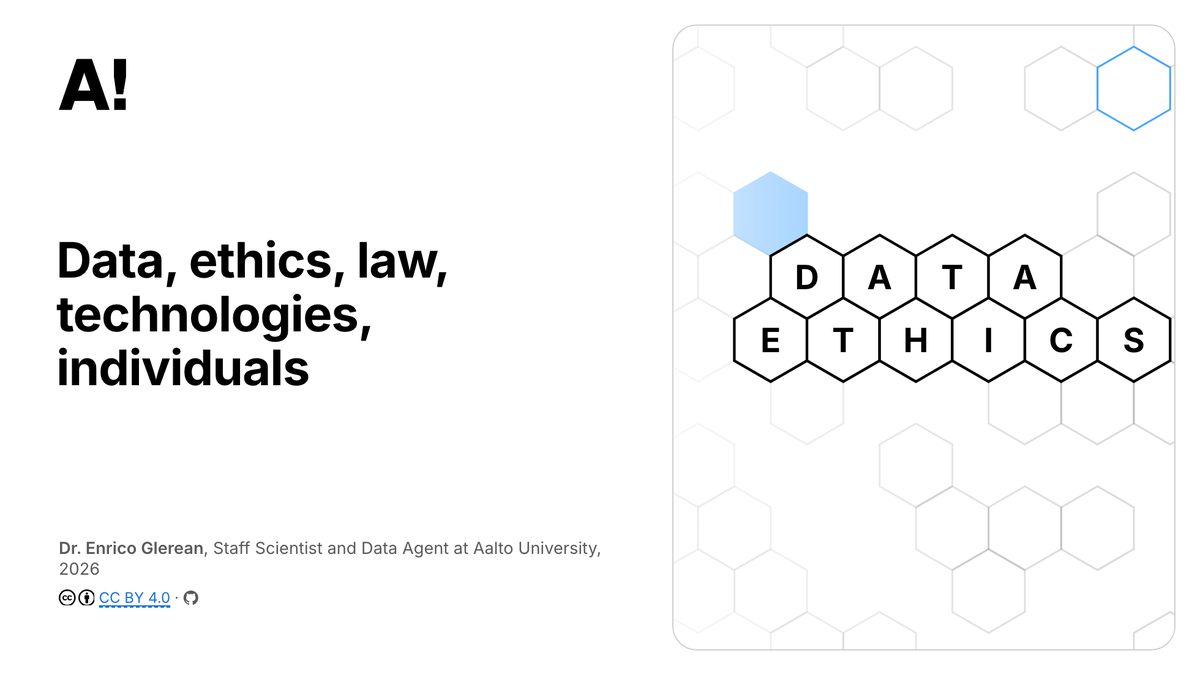 A!
Data, ethics, law,
technologies,
individuals
Dr. Enrico Glerean, Staff Scientist and Data Agent at Aalto University,
2026
CC BY 4.0 ·
DATA
ETHICS